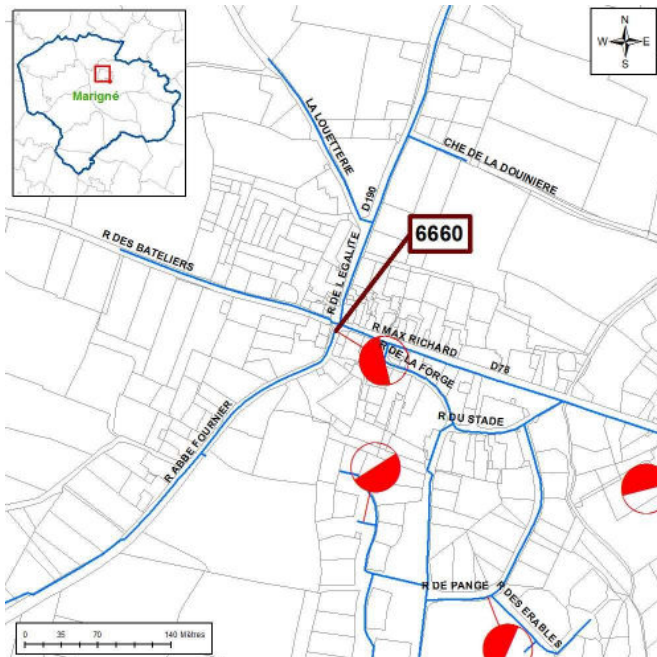 Marigné
N
W E
S
LA LOUETTERIE
CHE DE LA DOUINIERE
D190
R DES BATELIERS
R DE L EGALITE
6660
R MAX RICHARD
D78
R DE LA FORGE
R DU STADE
R ABBE FOURNIER
R DE PANGE
R DES ERABLES
0 35 70 140 Mètres